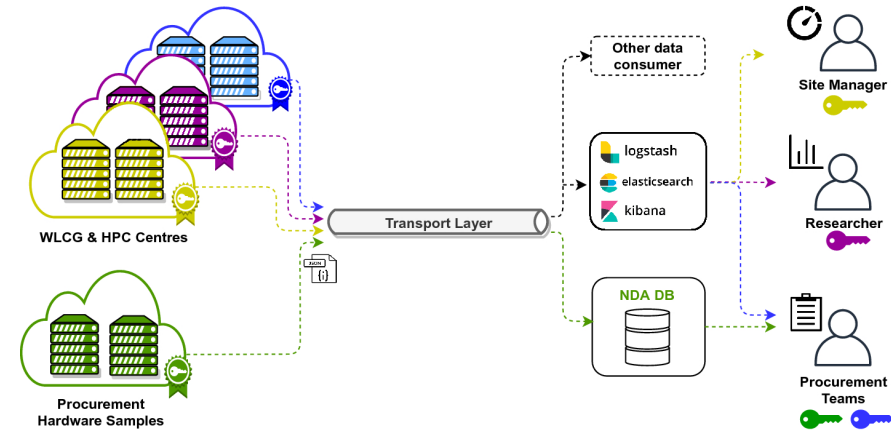 WLCG & HPC Centres
Procurement
Hardware Samples
JSON
{i}
Transport Layer
Other data
consumer
logstash
elasticsearch
kibana
NDA DB
Site Manager
Researcher
Procurement
Teams